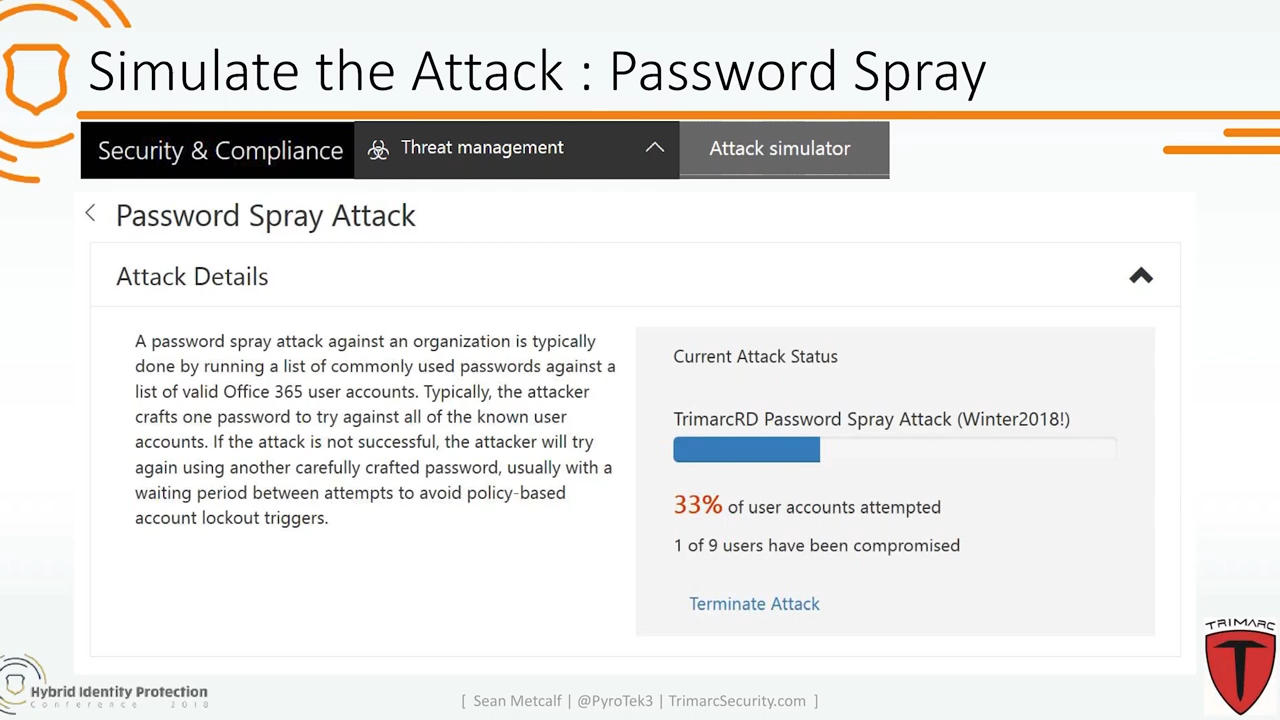 Simulate the Attack : Password Spray
Security & Compliance
Threat management
Attack simulator
Password Spray Attack
Attack Details
A password spray attack against an organization is typically
done by running a list of commonly used passwords against a
list of valid Office 365 user accounts. Typically, the attacker
crafts one password to try against all of the known user
accounts. If the attack is not successful, the attacker will try
again using another carefully crafted password, usually with a
waiting period between attempts to avoid policy-based
account lockout triggers.
Current Attack Status
TrimarcRD Password Spray Attack (Winter2018!)
33% of user accounts attempted
1 of 9 users have been compromised
Terminate Attack
TRIMARC
Hybrid Identity Protection
Conference 2018
[ Sean Metcalf | @PyroTek3 | TrimarcSecurity.com ]